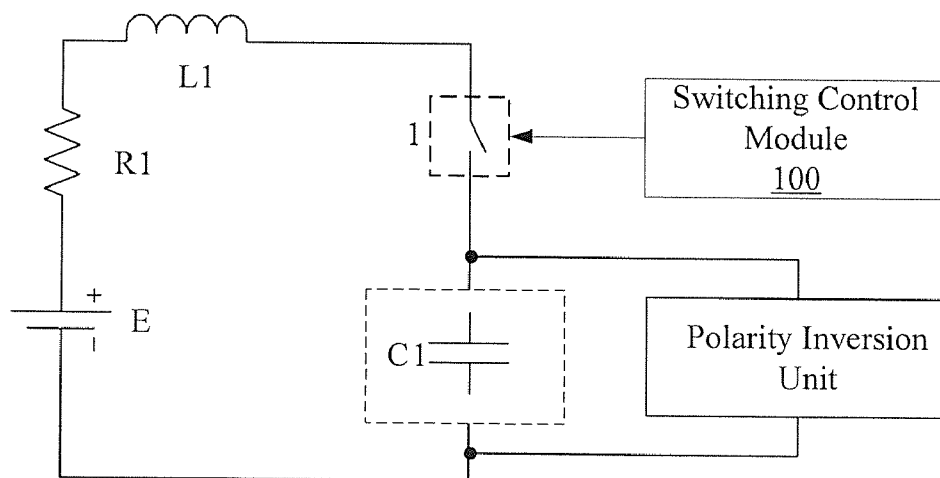 L1
Switching Control
Module
100
1
R1
+
E
-
C1
Polarity Inversion
Unit